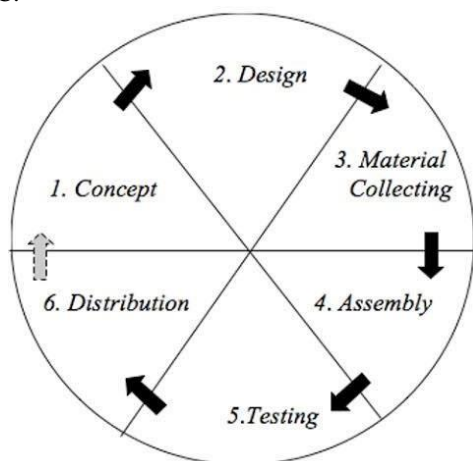 2. Design
1. Concept
3. Material
Collecting
6. Distribution
4. Assembly
5.Testing